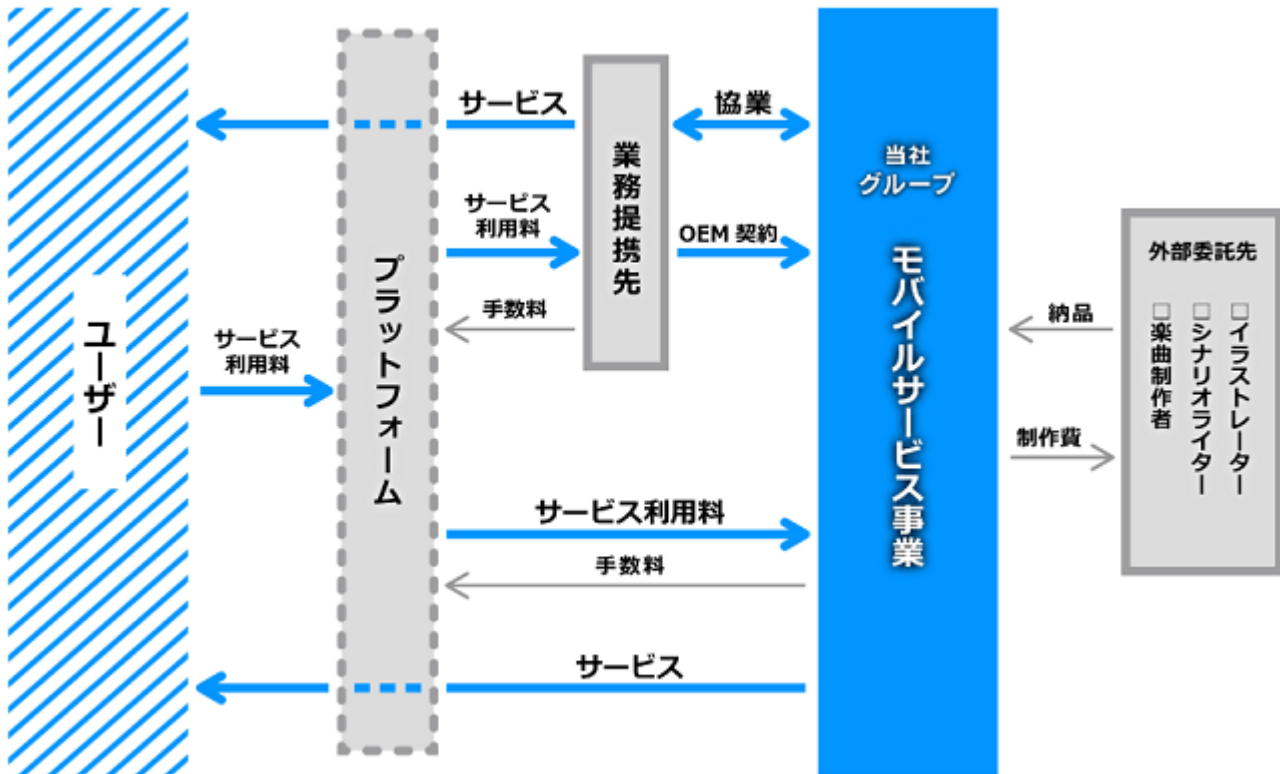 ユーザー
サービス
利用料
プラットフォーム
サービス
サービス
利用料
手数料
業務提携先
協業
OEM 契約
サービス利用料
手数料
サービス
当社
グループ
モバイルサービス事業
納品
制作費
外部委託先
□イラストレーター
□シナリオライター
□楽曲制作者